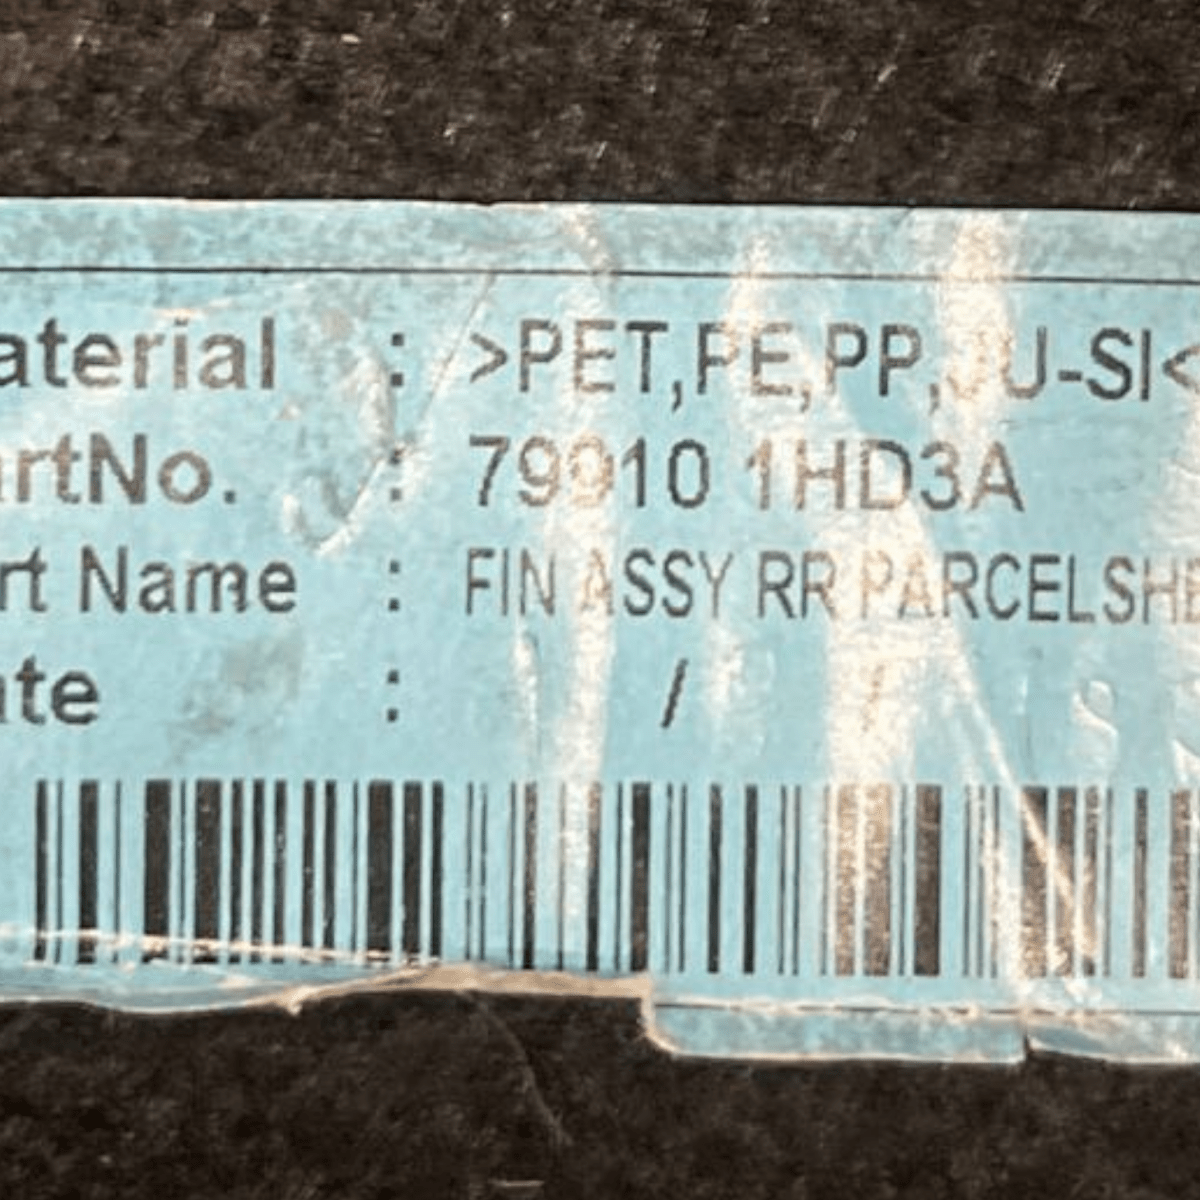 aterial : >PET,PE,PP,JU-SI<
artNo. : 79910 1HD3A
rt Name : FIN ASSY RR PARCELSHE
ate : / /